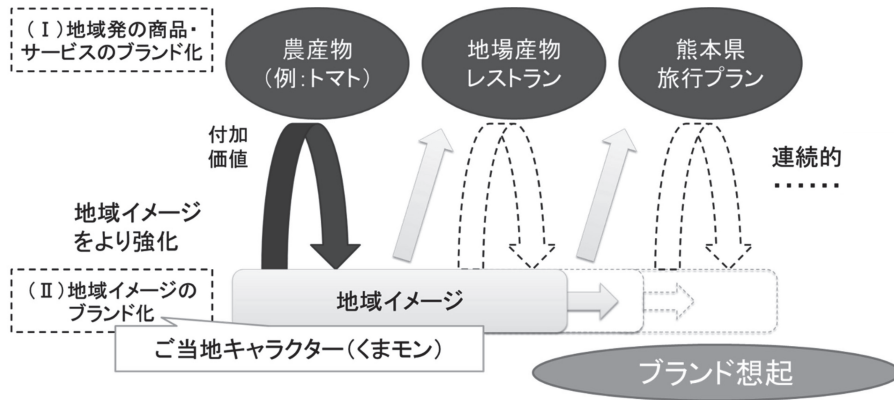 (Ⅰ)地域発の商品・
サービスのブランド化
農産物
(例:トマト)
地場産物
レストラン
熊本県
旅行プラン
付加
価値
連続的
……
地域イメージ
をより強化
(Ⅱ)地域イメージの
ブランド化
地域イメージ
ご当地キャラクター(くまモン)
ブランド想起